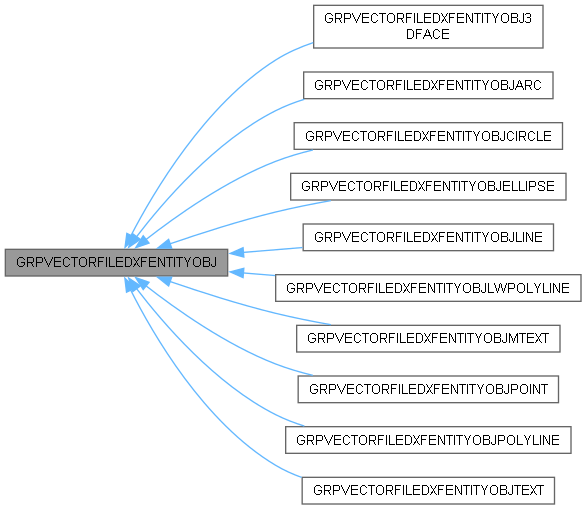 GRPVECTORFILEDXFENTITYOBJ3
DFACE
GRPVECTORFILEDXFENTITYOBJARC
GRPVECTORFILEDXFENTITYOBJCIRCLE
GRPVECTORFILEDXFENTITYOBJELLIPSE
GRPVECTORFILEDXFENTITYOBJLINE
GRPVECTORFILEDXFENTITYOBJ
GRPVECTORFILEDXFENTITYOBJLWPOLYLINE
GRPVECTORFILEDXFENTITYOBJMTEXT
GRPVECTORFILEDXFENTITYOBJPOINT
GRPVECTORFILEDXFENTITYOBJPOLYLINE
GRPVECTORFILEDXFENTITYOBJTEXT